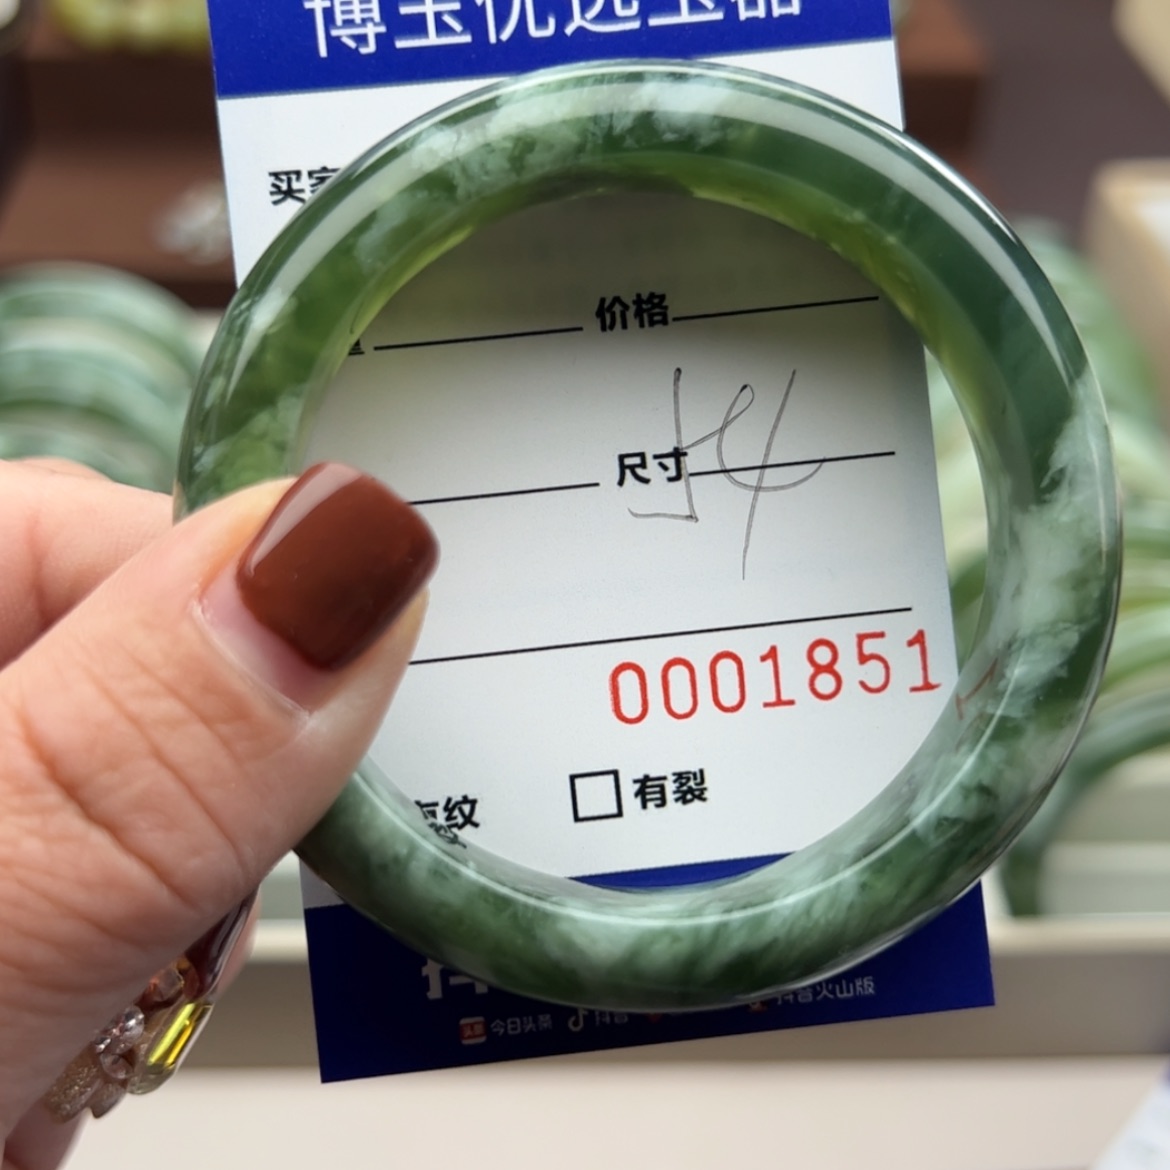 博宝优选玉器
买家
价格
尺寸 54
0001851
有纹 有裂
今日头条 抖音 抖音火山版